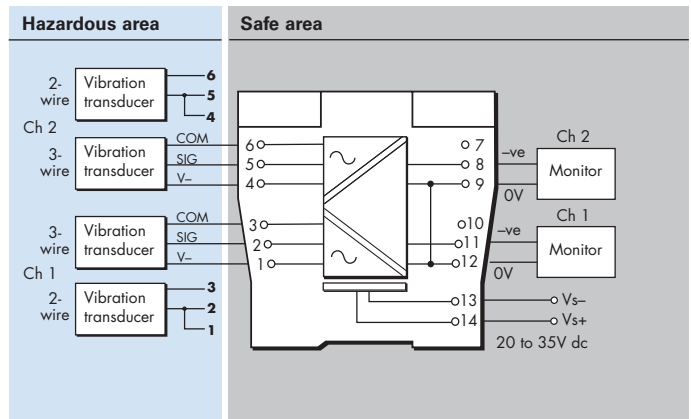 Hazardous area
Safe area
2-
wire
Vibration
transducer
6
5
4
Ch 2
3-
wire
Vibration
transducer
COM
SIG
V–
6
5
4
3-
wire
Vibration
transducer
COM
SIG
V–
3
2
1
Ch 1
2-
wire
Vibration
transducer
3
2
1
7
8
9
10
11
12
13
14
–ve
0V
Ch 2
Monitor
–ve
0V
Ch 1
Monitor
Vs–
Vs+
20 to 35V dc